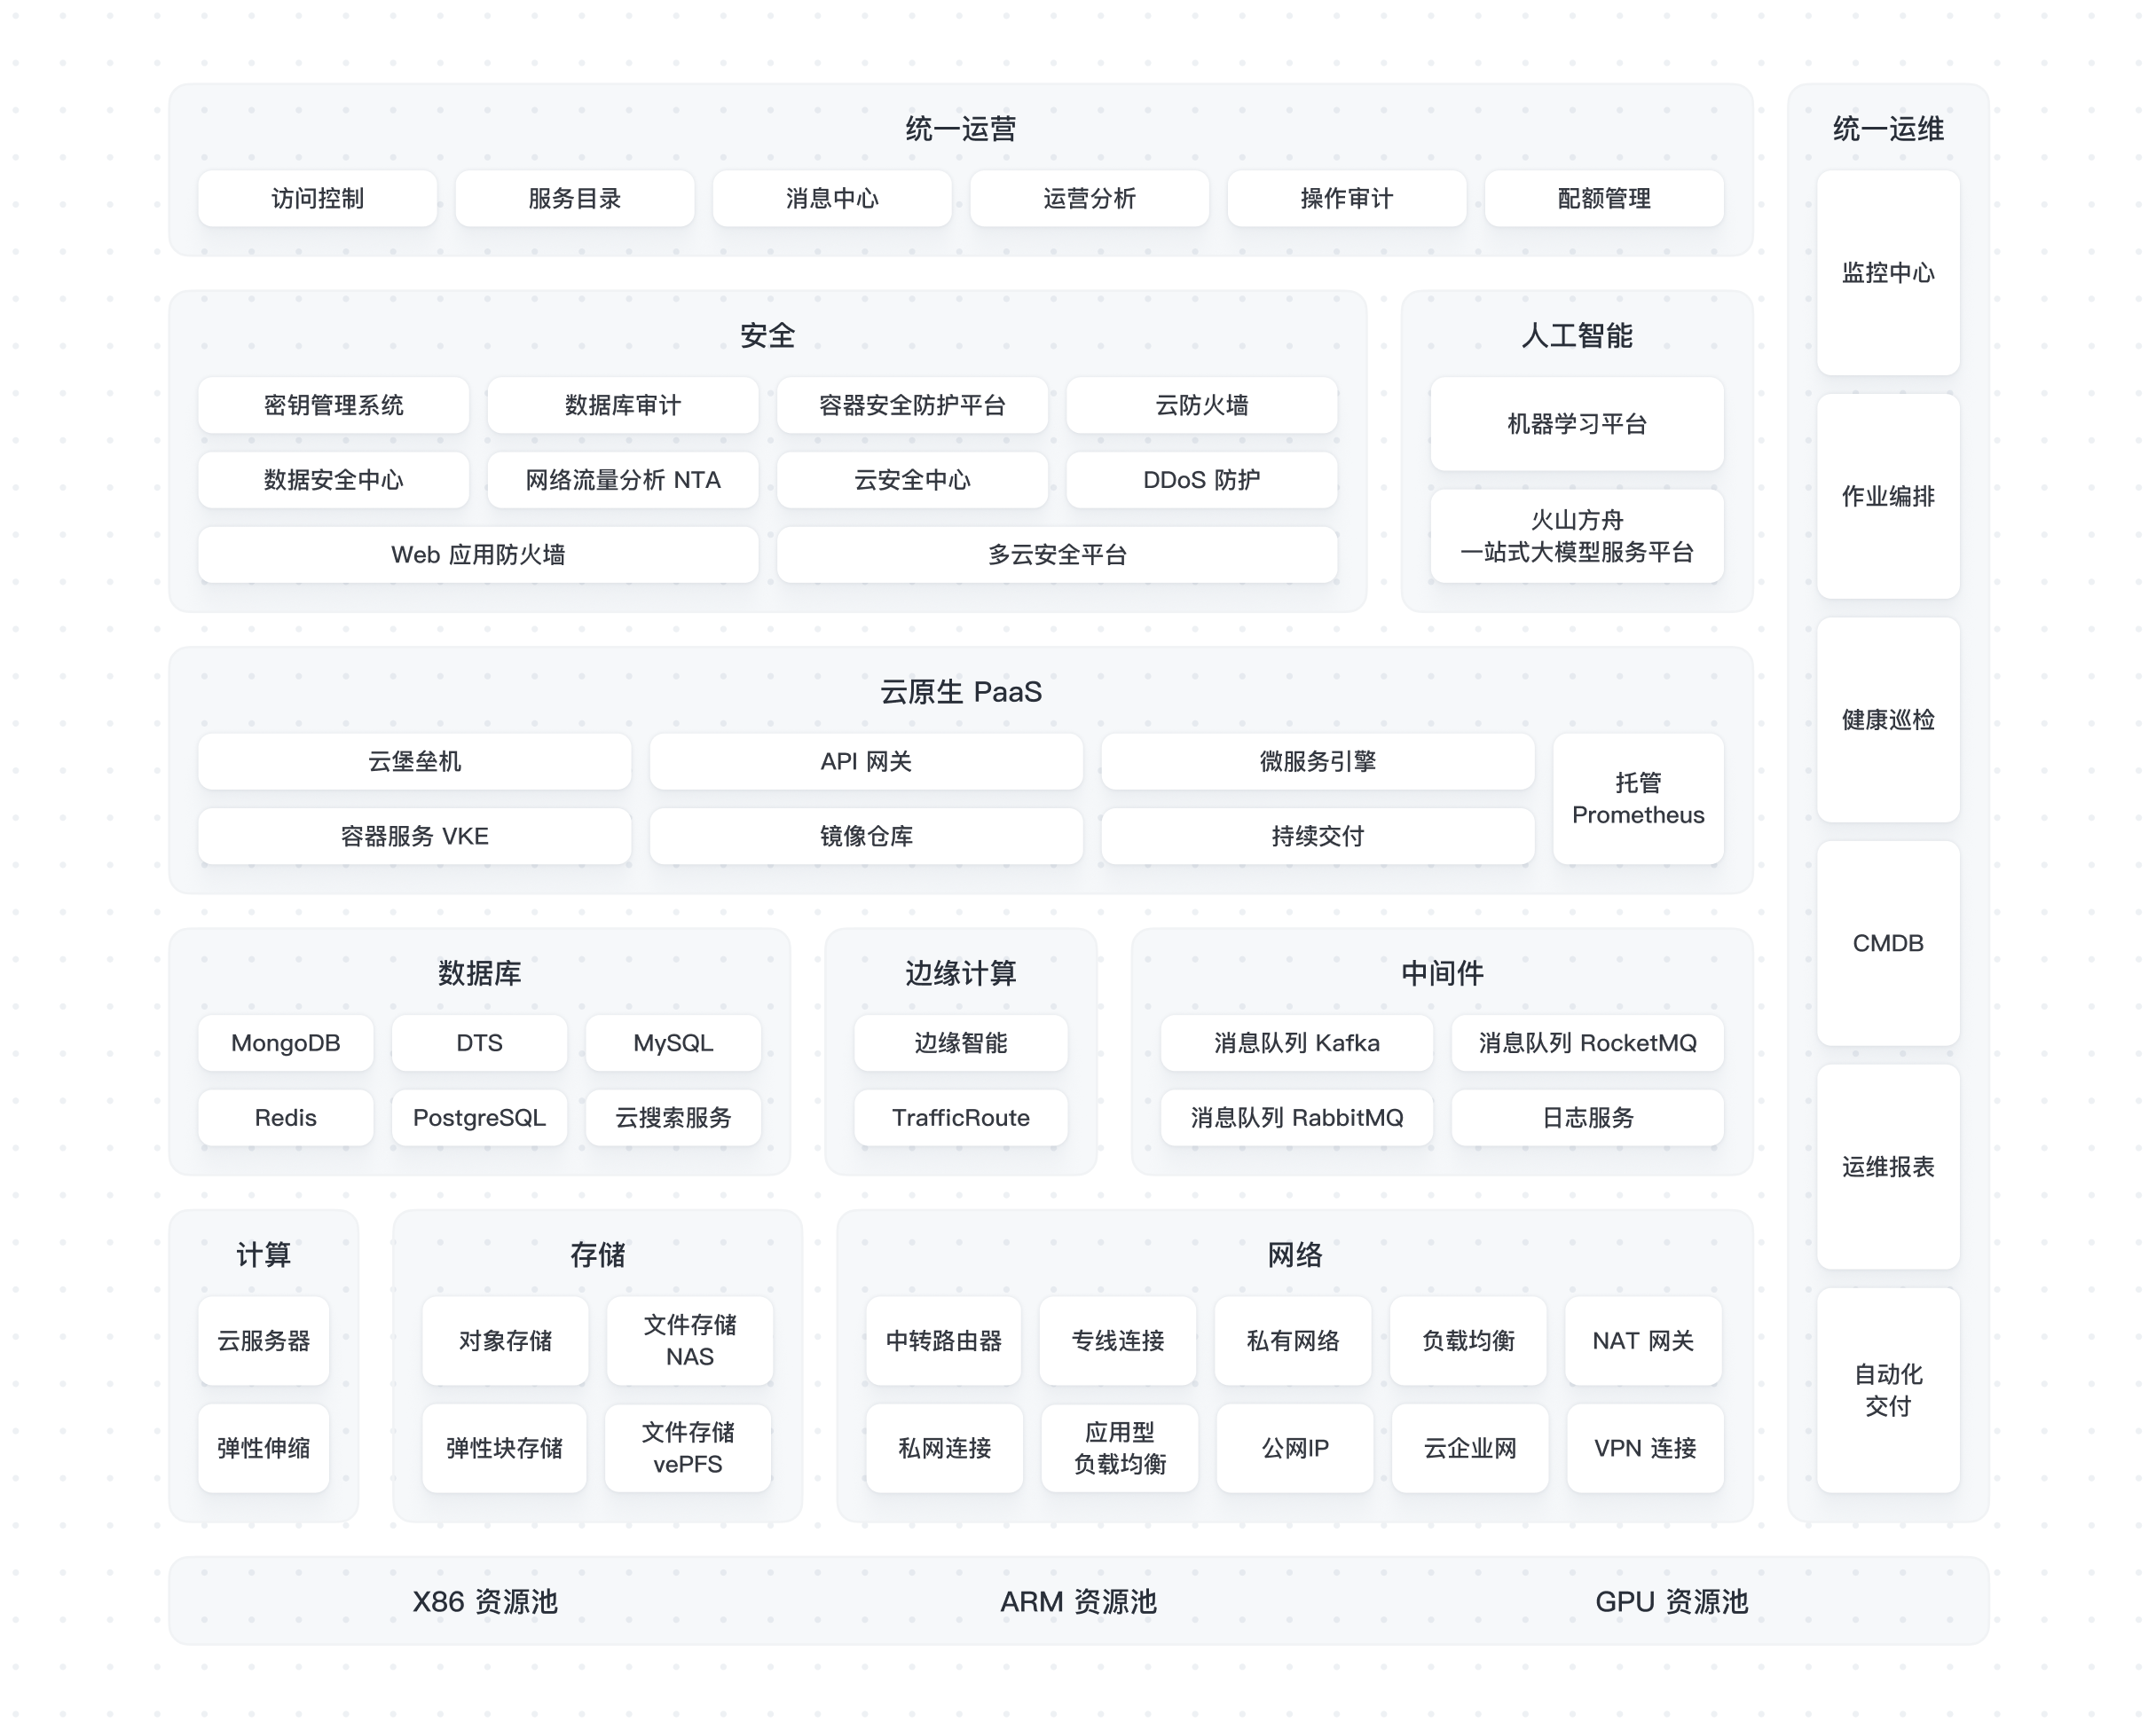 统一运营
访问控制
服务目录
消息中心
运营分析
操作审计
配额管理
安全
密钥管理系统
数据库审计
容器安全防护平台
云防火墙
数据安全中心
网络流量分析 NTA
云安全中心
DDoS 防护
Web 应用防火墙
多云安全平台
人工智能
机器学习平台
火山方舟
一站式大模型服务平台
云原生 PaaS
云堡垒机
API 网关
微服务引擎
容器服务 VKE
镜像仓库
持续交付
托管
Prometheus
数据库
MongoDB
DTS
MySQL
Redis
PostgreSQL
云搜索服务
边缘计算
边缘智能
TrafficRoute
中间件
消息队列 Kafka
消息队列 RocketMQ
消息队列 RabbitMQ
日志服务
计算
云服务器
弹性伸缩
存储
对象存储
文件存储
NAS
弹性块存储
文件存储
vePFS
网络
中转路由器
专线连接
私有网络
负载均衡
NAT 网关
私网连接
应用型
负载均衡
公网IP
云企业网
VPN 连接
统一运维
监控中心
作业编排
健康巡检
CMDB
运维报表
自动化
交付
X86 资源池
ARM 资源池
GPU 资源池